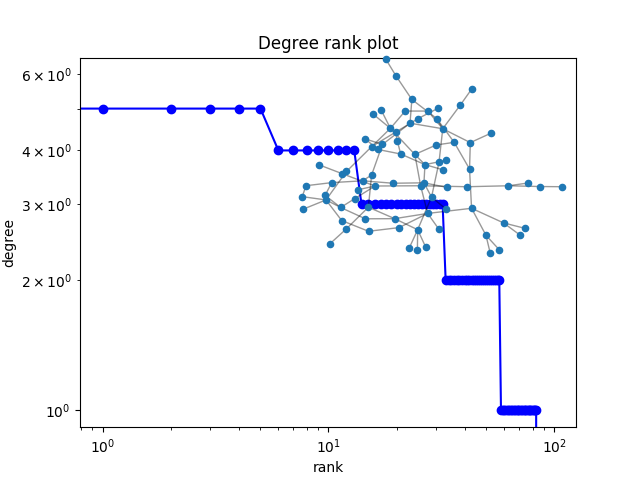 Degree rank plot
degree
6 × 10⁰
4 × 10⁰
3 × 10⁰
2 × 10⁰
10⁰
10⁰ 10¹ 10²
rank